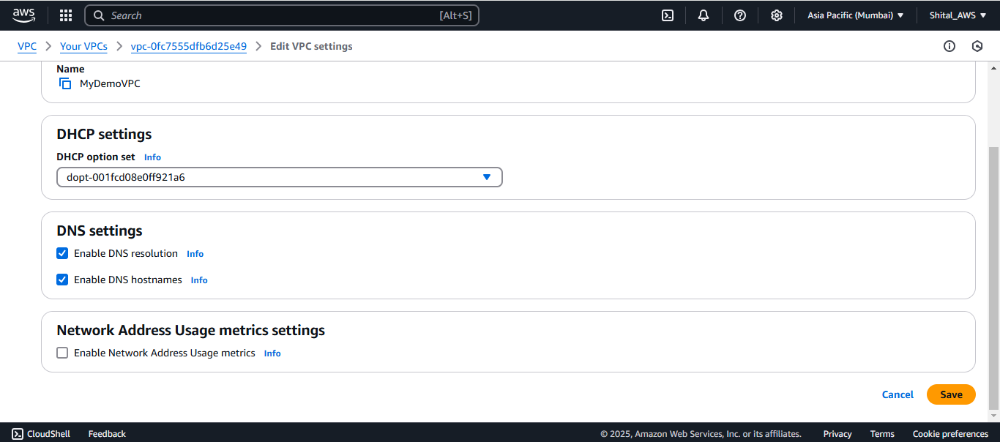 aws Search [Alt+S] Asia Pacific (Mumbai) Shital_AWS
VPC Your VPCs vpc-0fc7555dfb6d25e49 Edit VPC settings
Name
MyDemoVPC
DHCP settings
DHCP option set Info
dopt-001fcd08e0ff921a6
DNS settings
Enable DNS resolution Info
Enable DNS hostnames Info
Network Address Usage metrics settings
Enable Network Address Usage metrics Info
Cancel Save
CloudShell Feedback © 2025, Amazon Web Services, Inc. or its affiliates. Privacy Terms Cookie preferences